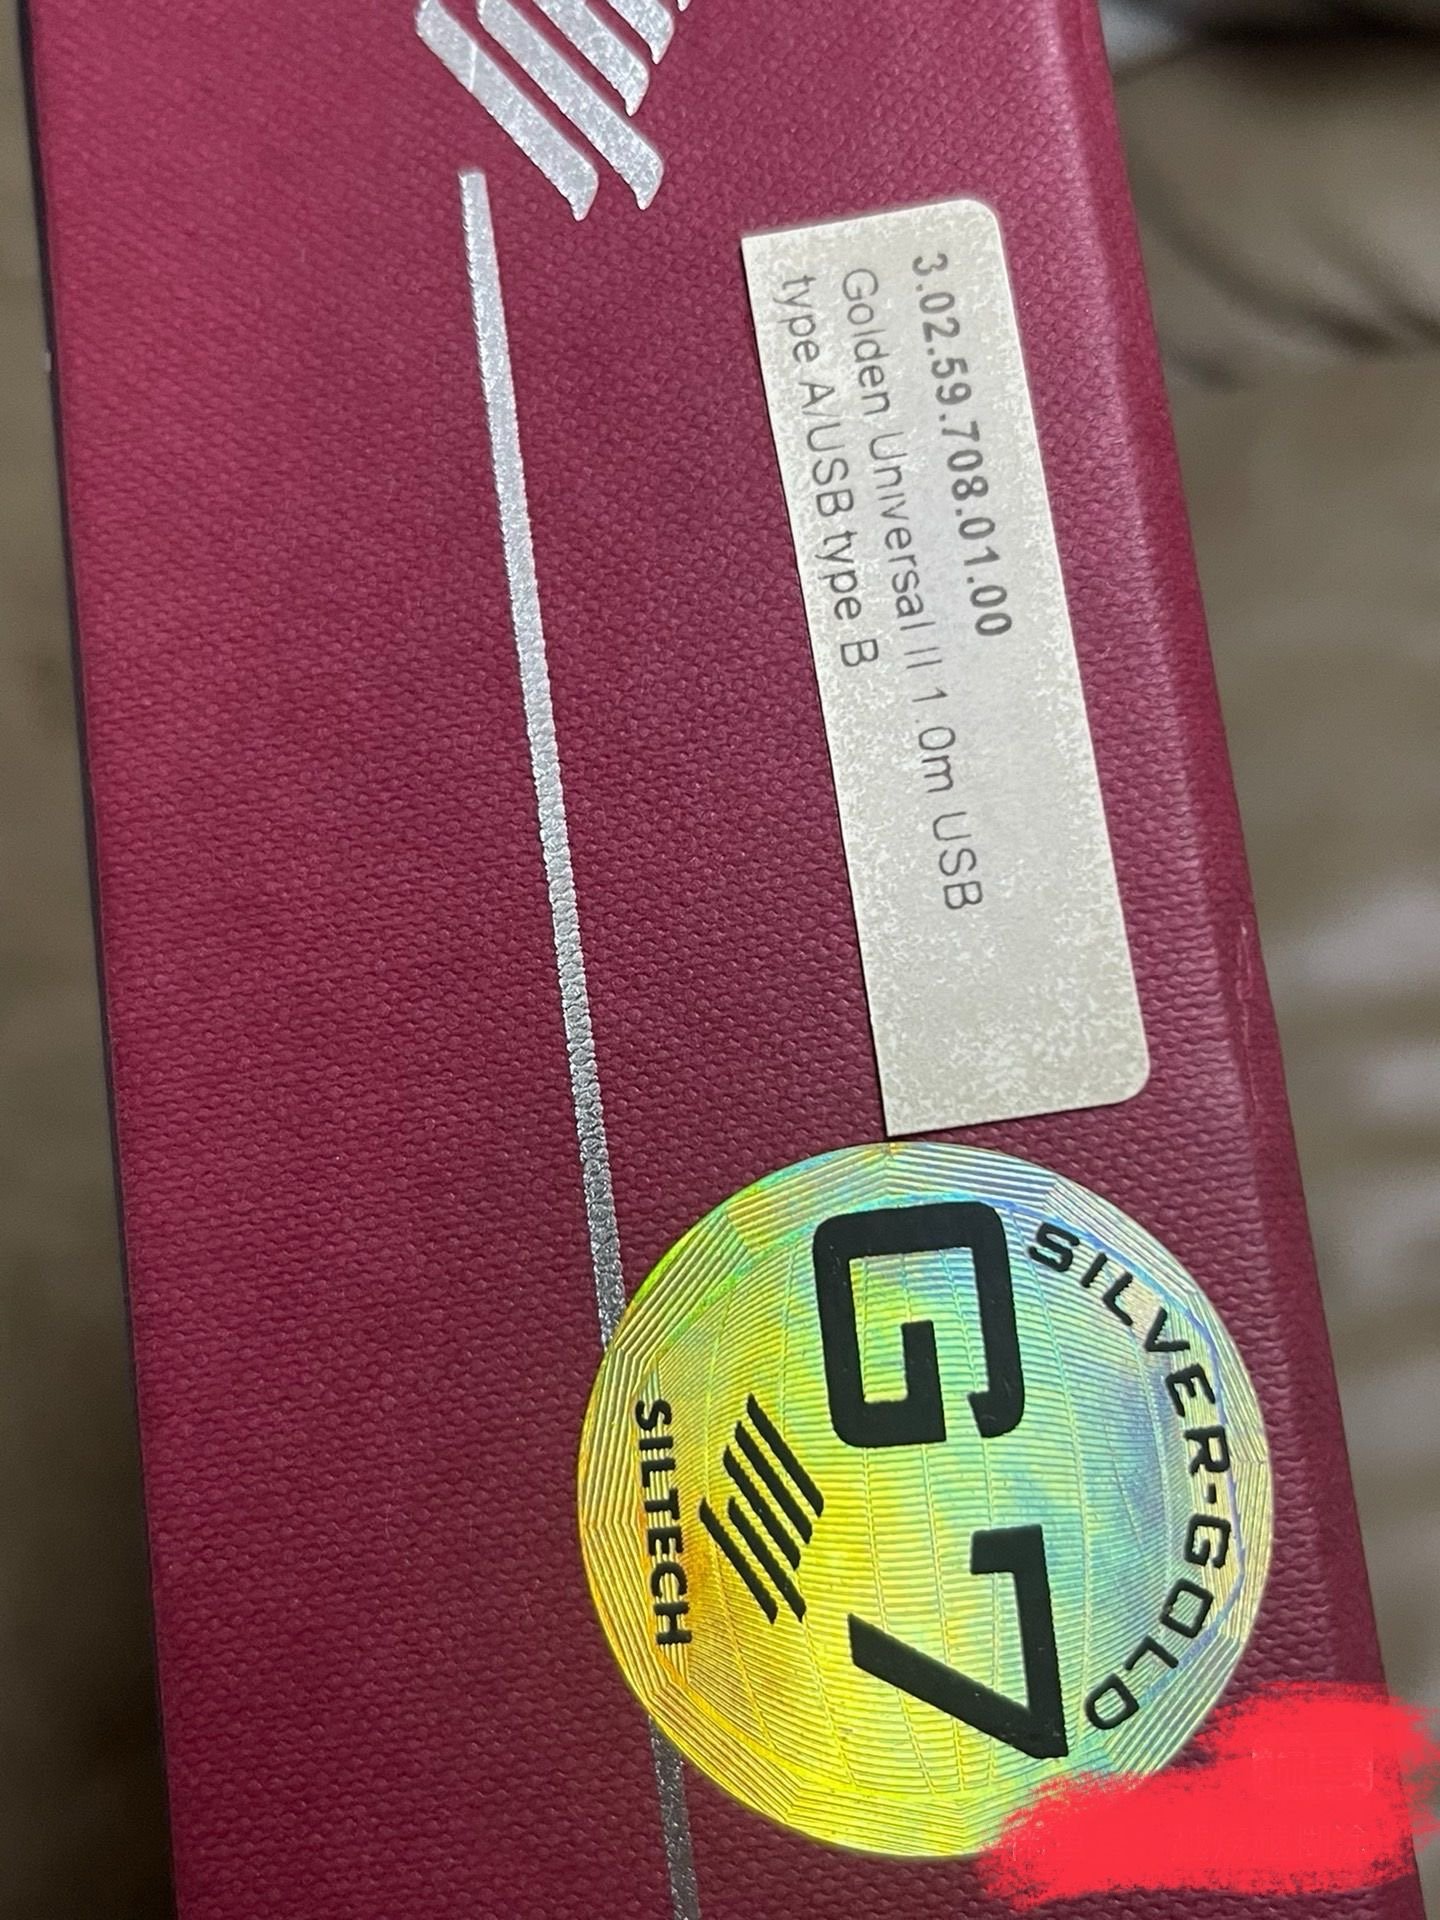 3.02.59.708.01.00
Golden Universal II 1.0m USB
type A/USB type B
SILVER-GOLD
G7
SILTECH